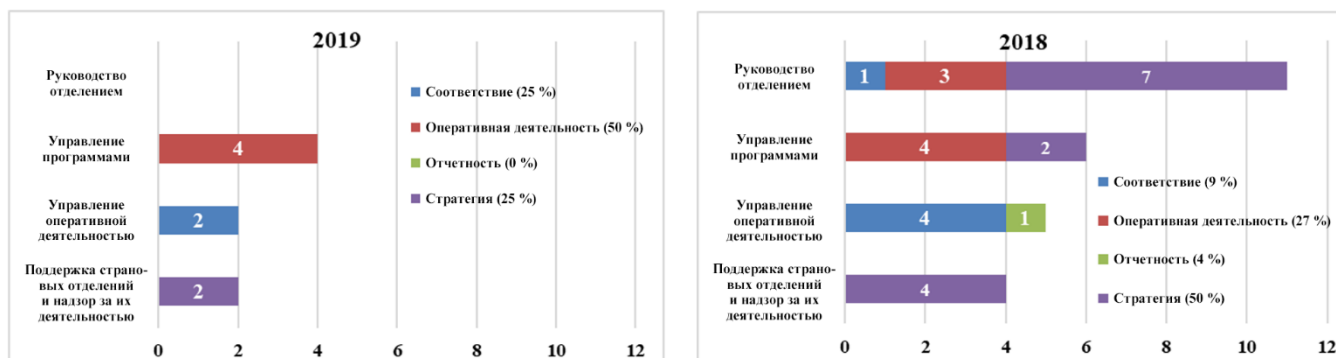 2019
Руководство
отделением
Управление
программами
4
Управление
оперативной
деятельностью
2
Поддержка страно-
вых отделений
и надзор за их
деятельностью
2
Соответствие (25 %)
Оперативная деятельность (50 %)
Отчетность (0 %)
Стратегия (25 %)
0 2 4 6 8 10 12
2018
Руководство
отделением
1 3 7
Управление
программами
4 2
Управление
оперативной
деятельностью
4 1
Поддержка страно-
вых отделений
и надзор за их
деятельностью
4
Соответствие (9 %)
Оперативная деятельность (27 %)
Отчетность (4 %)
Стратегия (50 %)
0 2 4 6 8 10 12